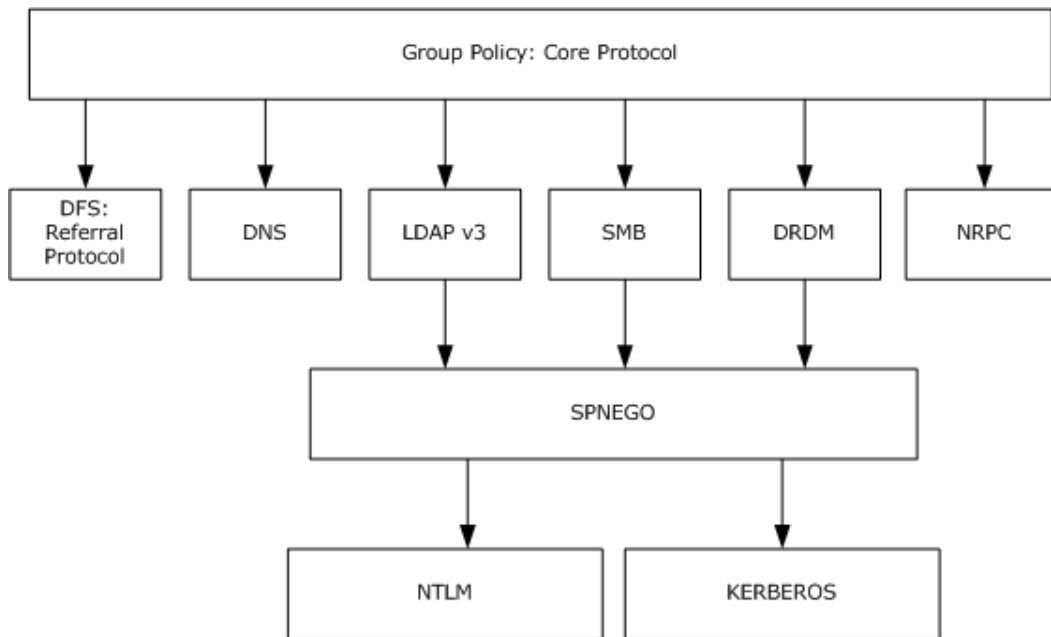 Group Policy: Core Protocol
DFS:
Referral
Protocol
DNS
LDAP v3
SMB
DRDM
NRPC
SPNEGO
NTLM
KERBEROS